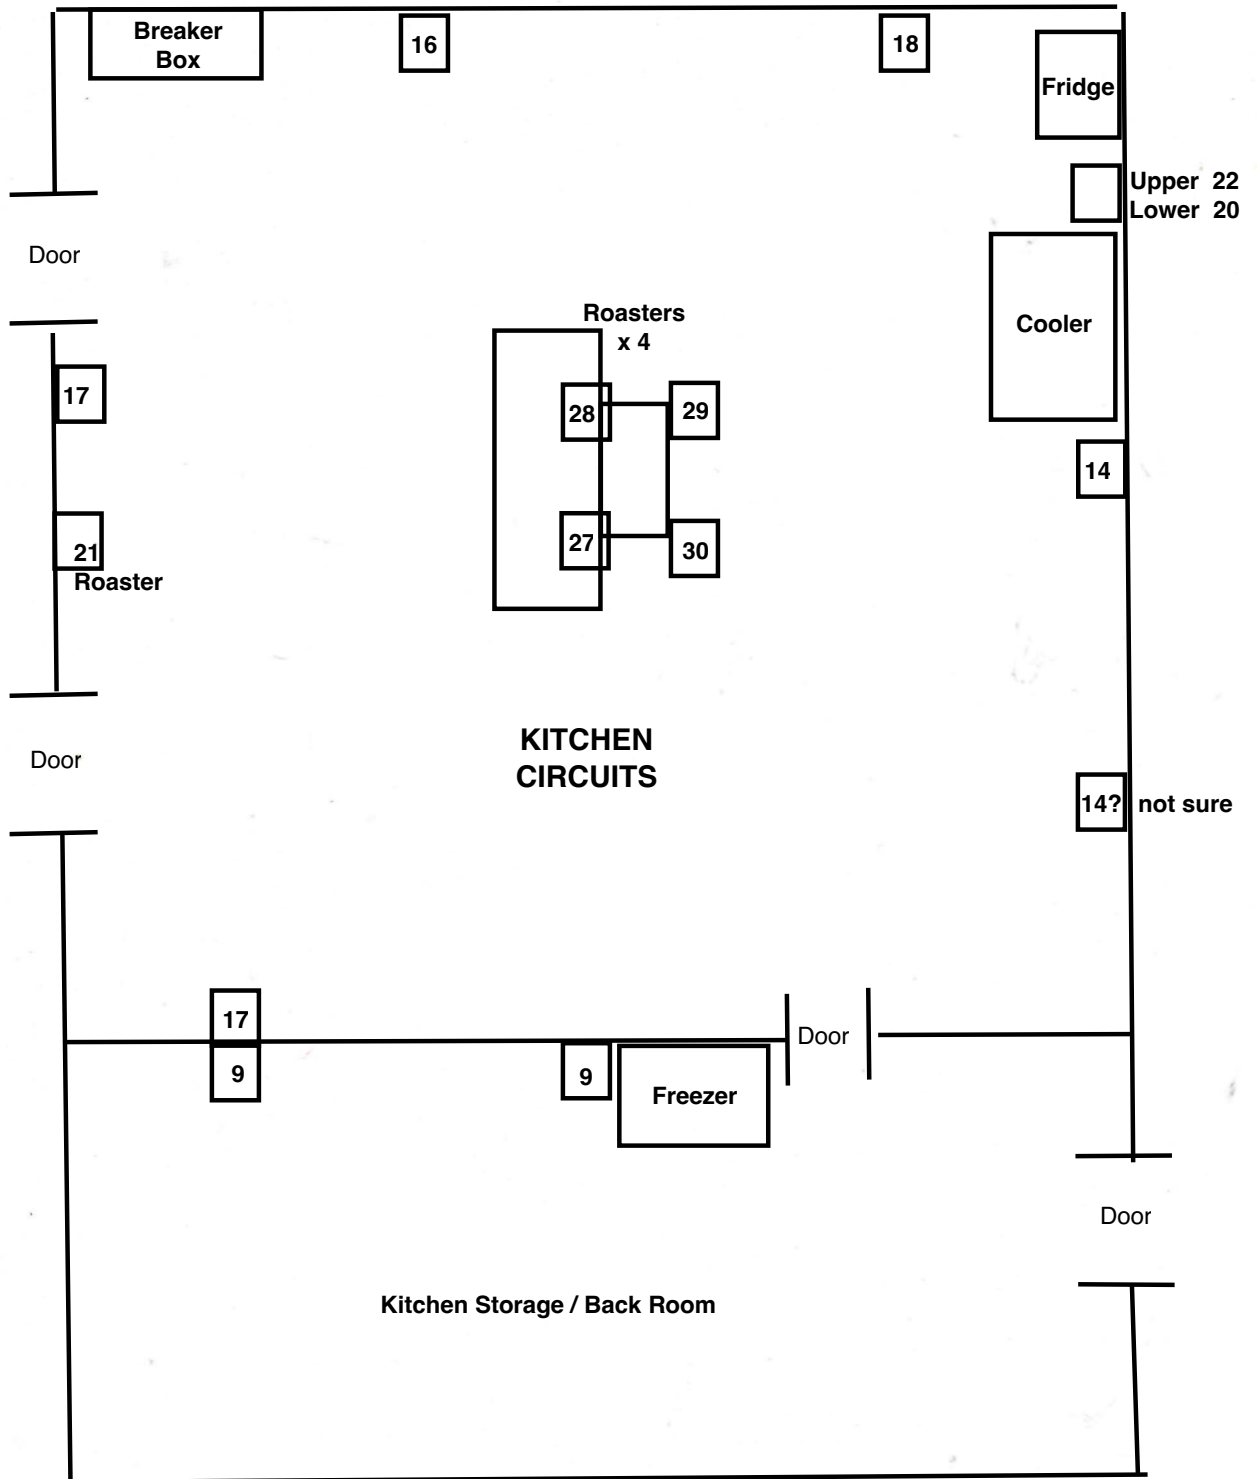 Breaker
Box
16
18
Fridge
Upper 22
Lower 20
Door
Cooler
Roasters
x 4
17
28
29
14
21
Roaster
27
30
KITCHEN
CIRCUITS
Door
14?
not sure
17
Door
9
9
Freezer
Door
Kitchen Storage / Back Room